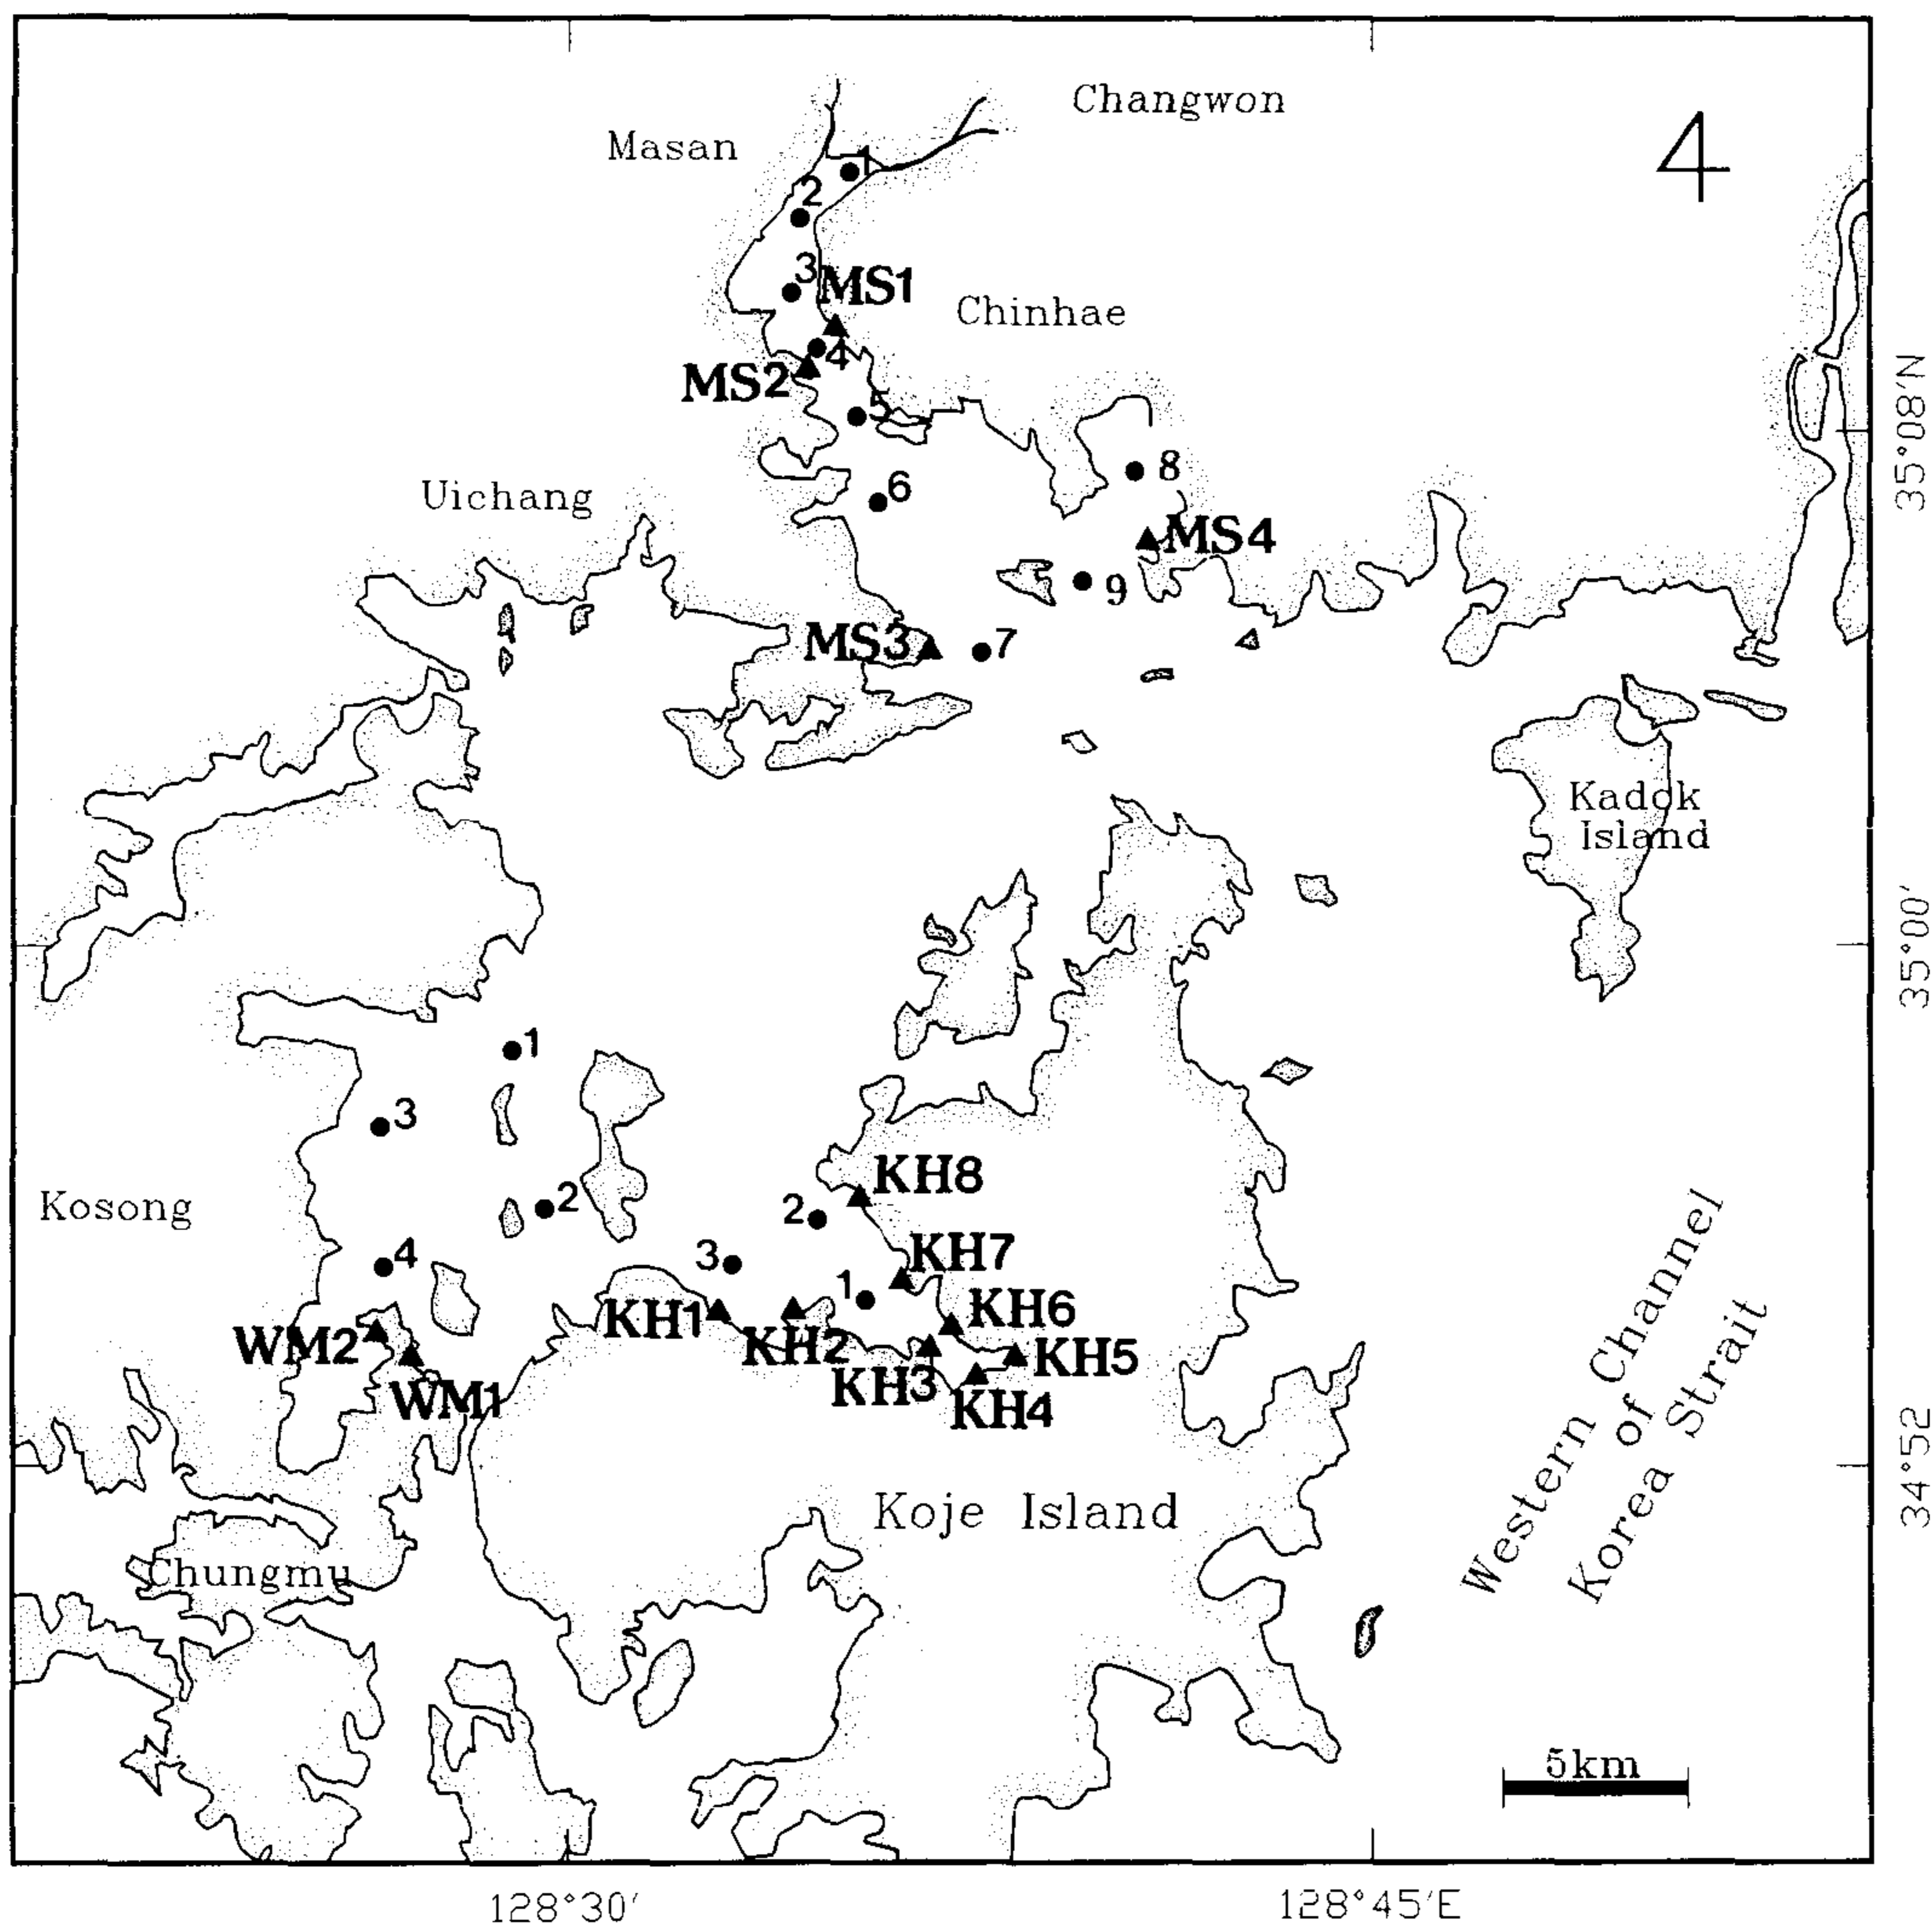 Changwon
Masan
1
2
3
MS1
Chinhae
4
MS2
5
8
6
Uichang
MS4
9
MS3
7
35°08'N
Kadok
Island
35°00'
1
3
KH8
Kosong
2
2
KH7
4
3
1
KH6
KH1
WM2
KH2
KH5
KH3
WM1
KH4
34°52
Koje Island
Western Channel
of
Korea Strait
Chungmu
5km
128°30'
128°45'E